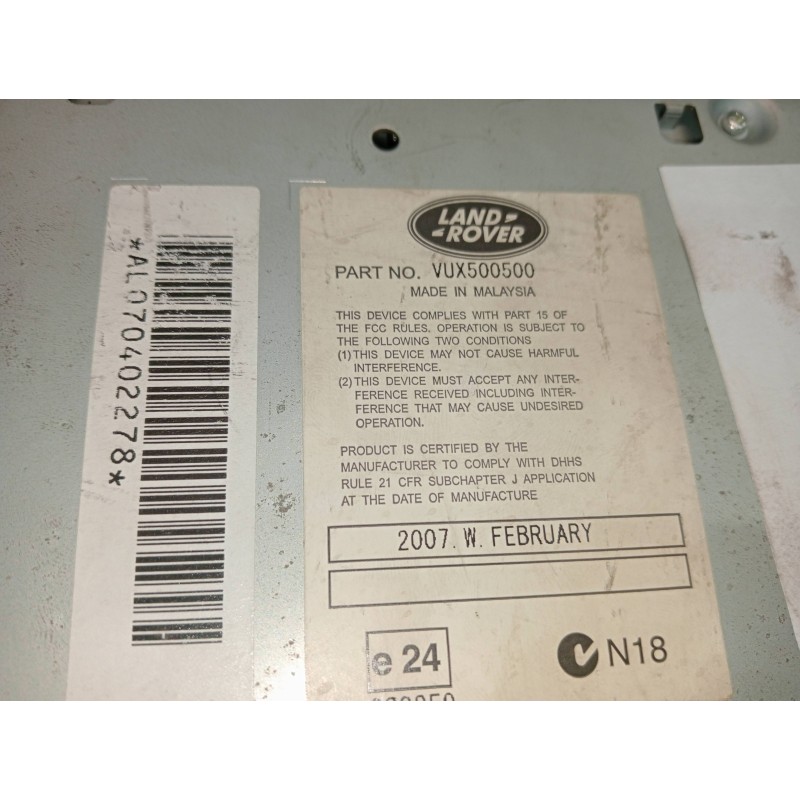 *AL070402278*
LAND-
-ROVER
PART NO. VUX500500
MADE IN MALAYSIA
THIS DEVICE COMPLIES WITH PART 15 OF
THE FCC RULES. OPERATION IS SUBJECT TO
THE FOLLOWING TWO CONDITIONS
(1) THIS DEVICE MAY NOT CAUSE HARMFUL
INTERFERENCE.
(2) THIS DEVICE MUST ACCEPT ANY INTER-
FERENCE RECEIVED INCLUDING INTER-
FERENCE THAT MAY CAUSE UNDESIRED
OPERATION.
PRODUCT IS CERTIFIED BY THE
MANUFACTURER TO COMPLY WITH DHHS
RULE 21 CFR SUBCHAPTER J APPLICATION
AT THE DATE OF MANUFACTURE
2007. W. FEBRUARY
e 24
N18